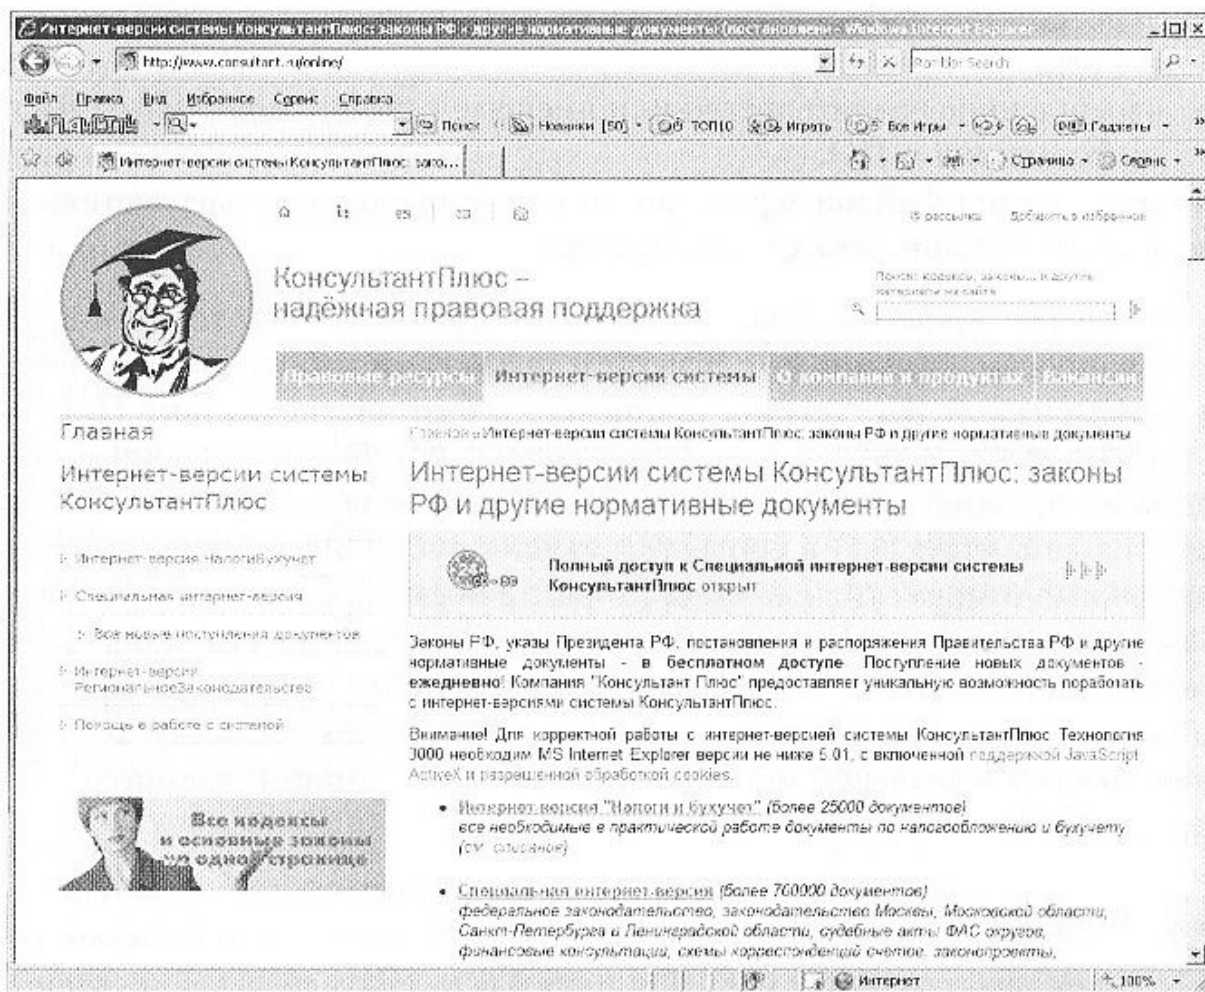 Интернет-версии системы КонсультантПлюс: законы РФ и другие нормативные документы (постановлени - Windows Internet Explorer
http://www.consultant.ru/online/
Файл Правка Вид Избранное Сервис Справка
Поиск Новинки [50] ТОП10 Играть Все игры Гаджеты
Интернет-версии системы КонсультантПлюс: зако...
Страница Сервис
рассылка Добавить в избранное
КонсультантПлюс –
надёжная правовая поддержка
Поиск: кодексы, законы... и другие
материалы на сайте
Правовые ресурсы Интернет-версии системы О компании и продуктах Вакансии
Главная
Интернет-версии системы
КонсультантПлюс
Интернет-версия НалогиБухучет
Специальная интернет-версия
Все новые поступления документов
Интернет-версия
РегиональноеЗаконодательство
Помощь в работе с системой
Все кодексы
и основные законы
на одной странице
Главная » Интернет-версии системы КонсультантПлюс: законы РФ и другие нормативные документы
Интернет-версии системы КонсультантПлюс: законы
РФ и другие нормативные документы
Полный доступ к Специальной интернет-версии системы
КонсультантПлюс открыт
Законы РФ, указы Президента РФ, постановления и распоряжения Правительства РФ и другие
нормативные документы - в бесплатном доступе. Поступление новых документов -
ежедневно! Компания "Консультант Плюс" предоставляет уникальную возможность поработать
с интернет-версиями системы КонсультантПлюс.
Внимание! Для корректной работы с интернет-версией системы КонсультантПлюс Технология
3000 необходим MS Internet Explorer версии не ниже 5.01, с включенной поддержкой JavaScript,
ActiveX и разрешенной обработкой cookies.
• Интернет-версия "Налоги и бухучет" (более 25000 документов)
все необходимые в практической работе документы по налогообложению и бухучету
(см. описание)
• Специальная интернет-версия (более 700000 документов)
федеральное законодательство, законодательство Москвы, Московской области,
Санкт-Петербурга и Ленинградской области, судебные акты ФАС округов,
финансовые консультации, схемы корреспонденций счетов, законопроекты,
Интернет 100%